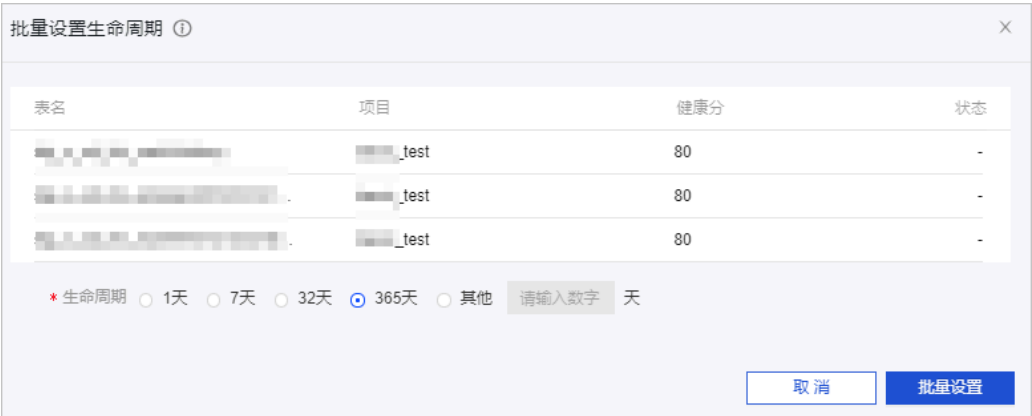 批量设置生命周期
表名 项目 健康分 状态
_test 80 -
_test 80 -
_test 80 -
* 生命周期 1天 7天 32天 365天 其他 请输入数字 天
取消 批量设置